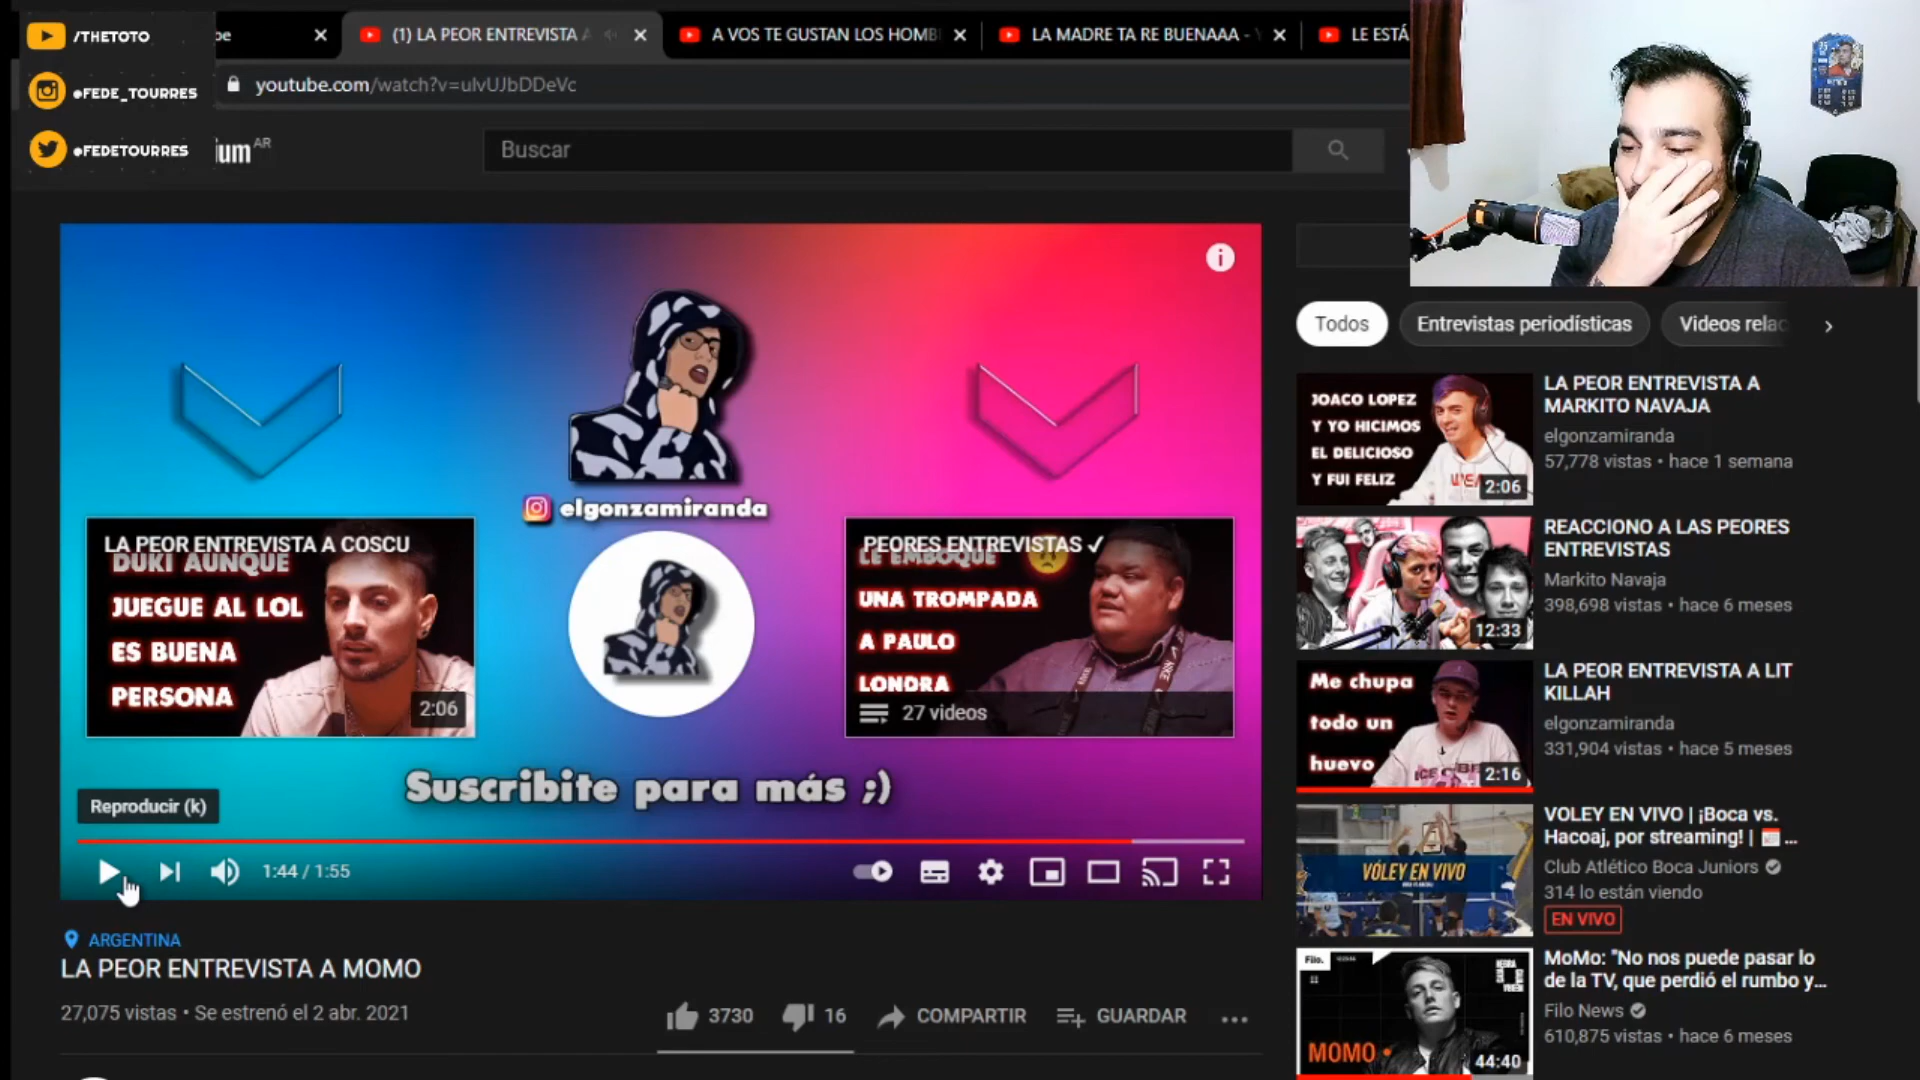 /THETOTO
@FEDE_TOURRES
@FEDETOURRES
be
(1) LA PEOR ENTREVISTA A
A VOS TE GUSTAN LOS HOMB
LA MADRE TA RE BUENAAA - Y
LE ESTÁ
youtube.com/watch?v=ulvUJbDDeVc
ium AR
Buscar
elgonzamiranda
LA PEOR ENTREVISTA A COSCU
DUKI AUNQUE
JUEGUE AL LOL
ES BUENA
PERSONA
2:06
PEORES ENTREVISTAS ✓
LE EMBOQUE
UNA TROMPADA
A PAULO
LONDRA
27 videos
Suscribite para más ;)
Reproducir (k)
1:44 / 1:55
ARGENTINA
LA PEOR ENTREVISTA A MOMO
27,075 vistas • Se estrenó el 2 abr. 2021
3730
16
COMPARTIR
GUARDAR
Todos
Entrevistas periodísticas
Videos relac
JOACO LOPEZ
Y YO HICIMOS
EL DELICIOSO
Y FUI FELIZ
2:06
LA PEOR ENTREVISTA A
MARKITO NAVAJA
elgonzamiranda
57,778 vistas • hace 1 semana
12:33
REACCIONO A LAS PEORES
ENTREVISTAS
Markito Navaja
398,698 vistas • hace 6 meses
Me chupa
todo un
huevo
2:16
LA PEOR ENTREVISTA A LIT
KILLAH
elgonzamiranda
331,904 vistas • hace 5 meses
VÓLEY EN VIVO
VOLEY EN VIVO | ¡Boca vs.
Hacoaj, por streaming! | 📅 ...
Club Atlético Boca Juniors
314 lo están viendo
EN VIVO
Filo.
MOMO
44:40
MoMo: "No nos puede pasar lo
de la TV, que perdió el rumbo y...
Filo News
610,875 vistas • hace 6 meses